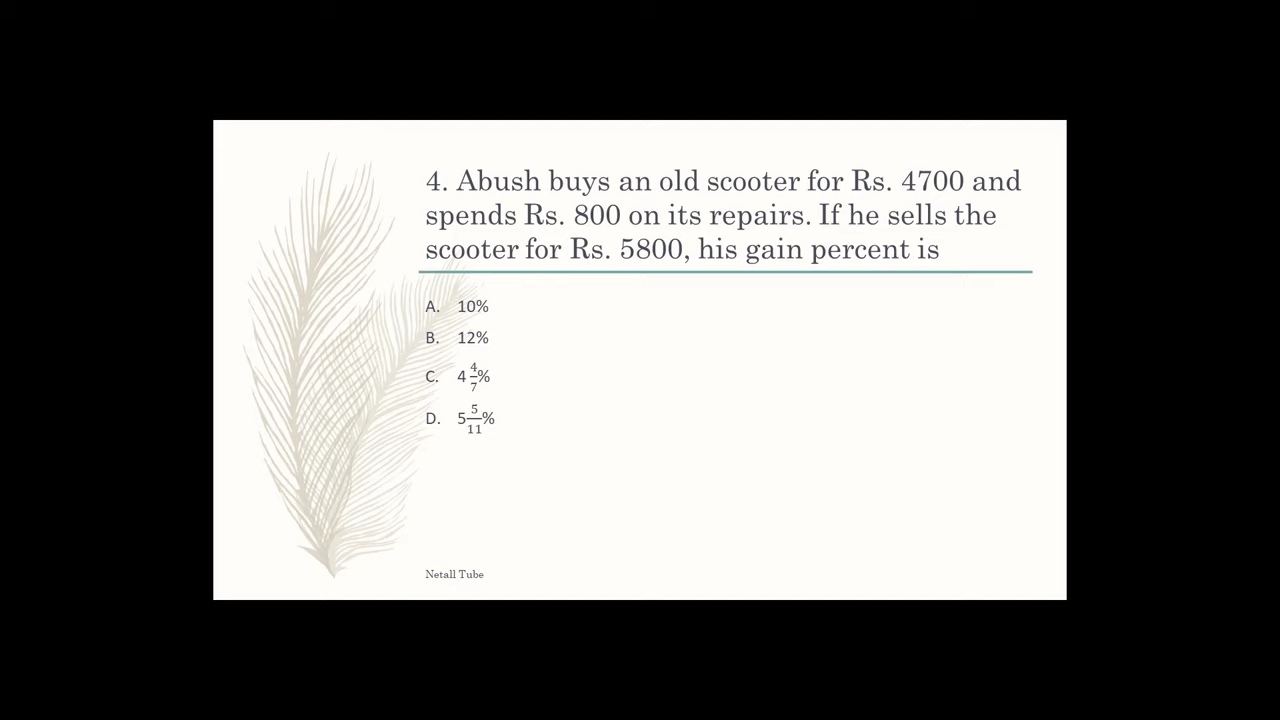 4. Abush buys an old scooter for Rs. 4700 and
spends Rs. 800 on its repairs. If he sells the
scooter for Rs. 5800, his gain percent is
A. 10%
B. 12%
C. 4 4/7%
D. 5 5/11%
Netall Tube